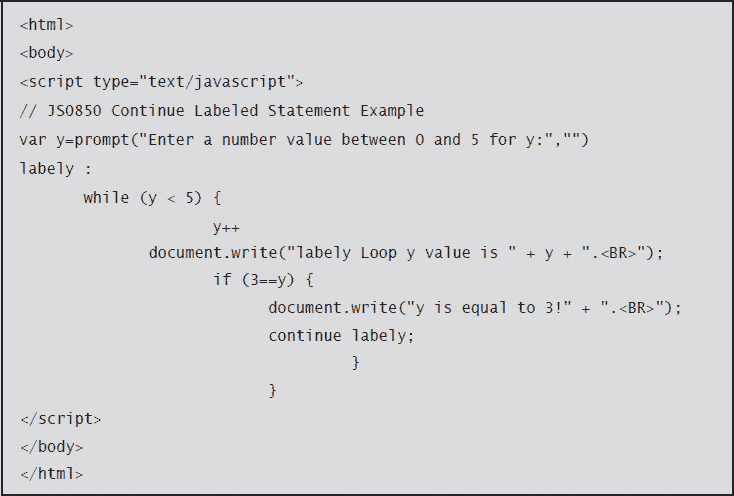 <html>
<body>
<script type="text/javascript">
// JS0850 Continue Labeled Statement Example
var y=prompt("Enter a number value between 0 and 5 for y:","")
labely :
while (y < 5) {
y++
document.write("labely Loop y value is " + y + ".<BR>");
if (3==y) {
document.write("y is equal to 3!" + ".<BR>");
continue labely;
}
}
</script>
</body>
</html>